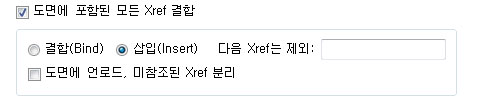 도면에 포함된 모든 Xref 결합
결합(Bind) 삽입(Insert) 다음 Xref는 제외:
도면에 언로드, 미참조된 Xref 분리